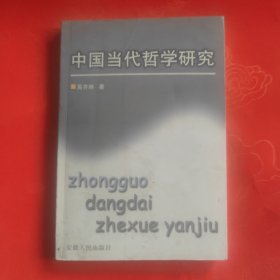 中国当代哲学研究
著
zhongguo
dangdai
zhexue yanjiu
安徽人民出版社